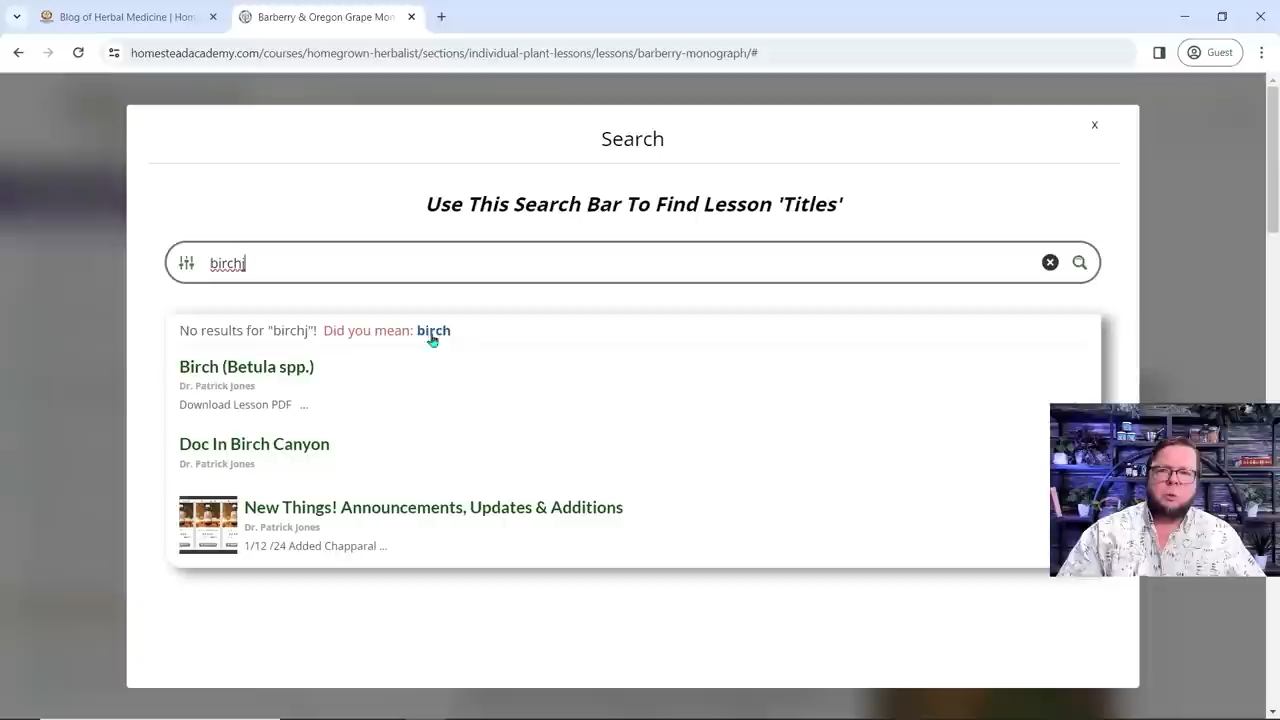 Blog of Herbal Medicine | Hom
Barberry & Oregon Grape Mon
homesteadacademy.com/courses/homegrown-herbalist/sections/individual-plant-lessons/lessons/barberry-monograph/#
Guest
Search
x
Use This Search Bar To Find Lesson 'Titles'
birchj
No results for "birchj"! Did you mean: birch
Birch (Betula spp.)
Dr. Patrick Jones
Download Lesson PDF ...
Doc In Birch Canyon
Dr. Patrick Jones
New Things! Announcements, Updates & Additions
Dr. Patrick Jones
1/12 /24 Added Chapparal ...